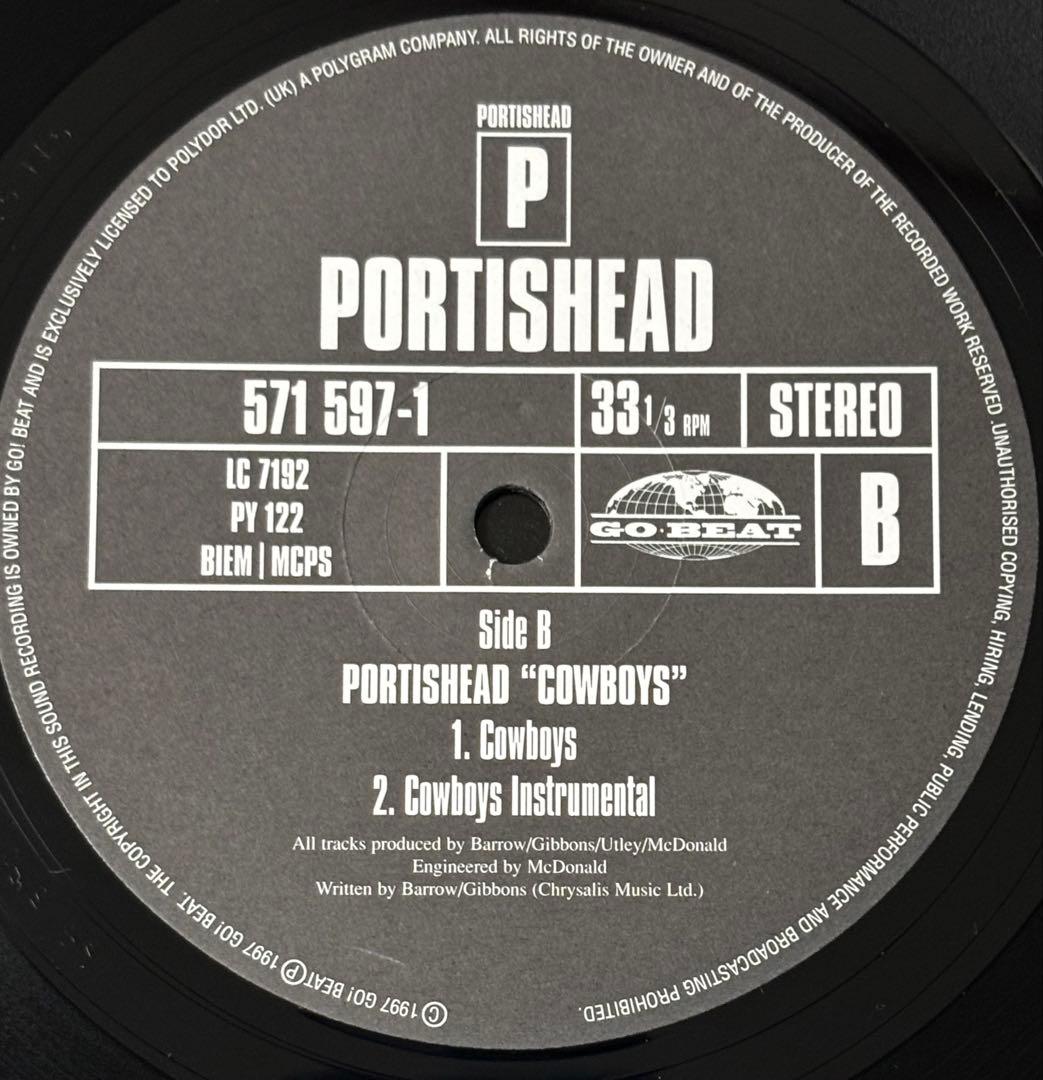 PORTISHEAD
P
PORTISHEAD
571 597-1
33 1/3 RPM
STEREO
LC 7192
PY 122
BIEM | MCPS
GO·BEAT
B
Side B
PORTISHEAD “COWBOYS”
1. Cowboys
2. Cowboys Instrumental
All tracks produced by Barrow/Gibbons/Utley/McDonald
Engineered by McDonald
Written by Barrow/Gibbons (Chrysalis Music Ltd.)
© 1997 GO! BEAT ℗ 1997 GO! BEAT. THE COPYRIGHT IN THIS SOUND RECORDING IS OWNED BY GO! BEAT AND IS EXCLUSIVELY LICENSED TO POLYDOR LTD. (UK) A POLYGRAM COMPANY. ALL RIGHTS OF THE OWNER AND OF THE PRODUCER OF THE RECORDED WORK RESERVED .UNAUTHORISED COPYING, HIRING, LENDING, PUBLIC PERFORMANCE AND BROADCASTING PROHIBITED.